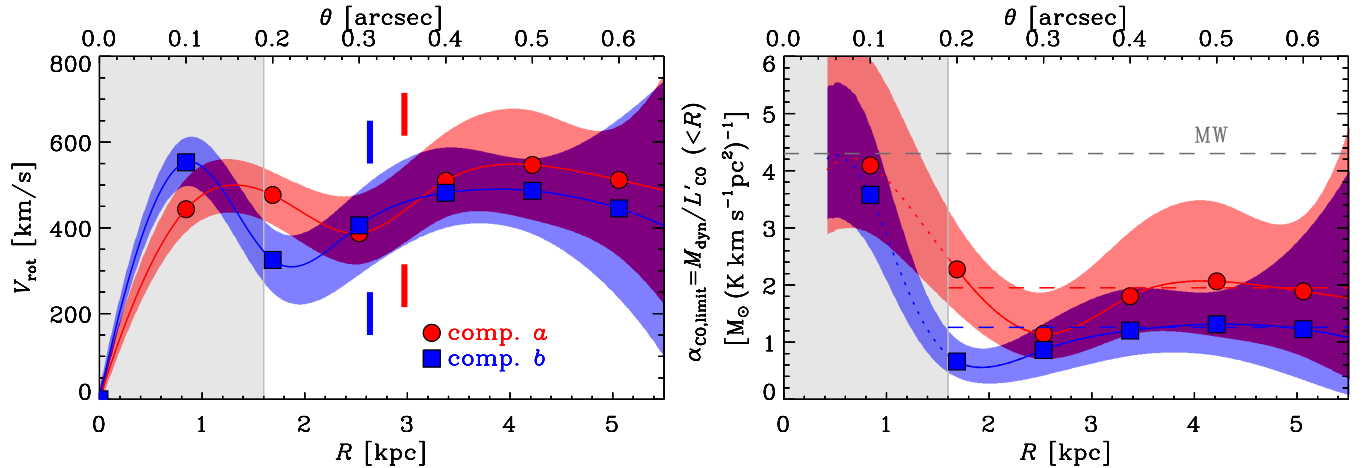 θ [arcsec]
0.0 0.1 0.2 0.3 0.4 0.5 0.6
800
600
400
200
0
V_rot [km/s]
comp. a
comp. b
0 1 2 3 4 5
R [kpc]
θ [arcsec]
0.0 0.1 0.2 0.3 0.4 0.5 0.6
6
5
4
3
2
1
0
α_CO,limit=M_dyn/L′_CO (<R)
[M_⊙(K km s⁻¹pc²)⁻¹]
MW
0 1 2 3 4 5
R [kpc]